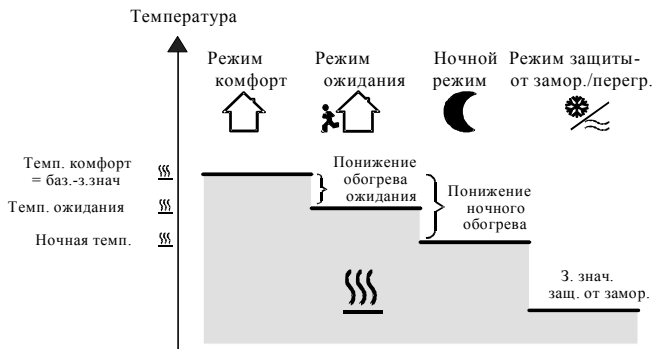 Температура
Режим
комфорт
Режим
ожидания
Ночной
режим
Режим защиты-
от замор./перегр.
Темп. комфорт
= баз.-з.знач
Темп. ожидания
Ночная темп.
Понижение
обогрева
ожидания
Понижение
ночного
обогрева
З. знач.
защ. от замор.